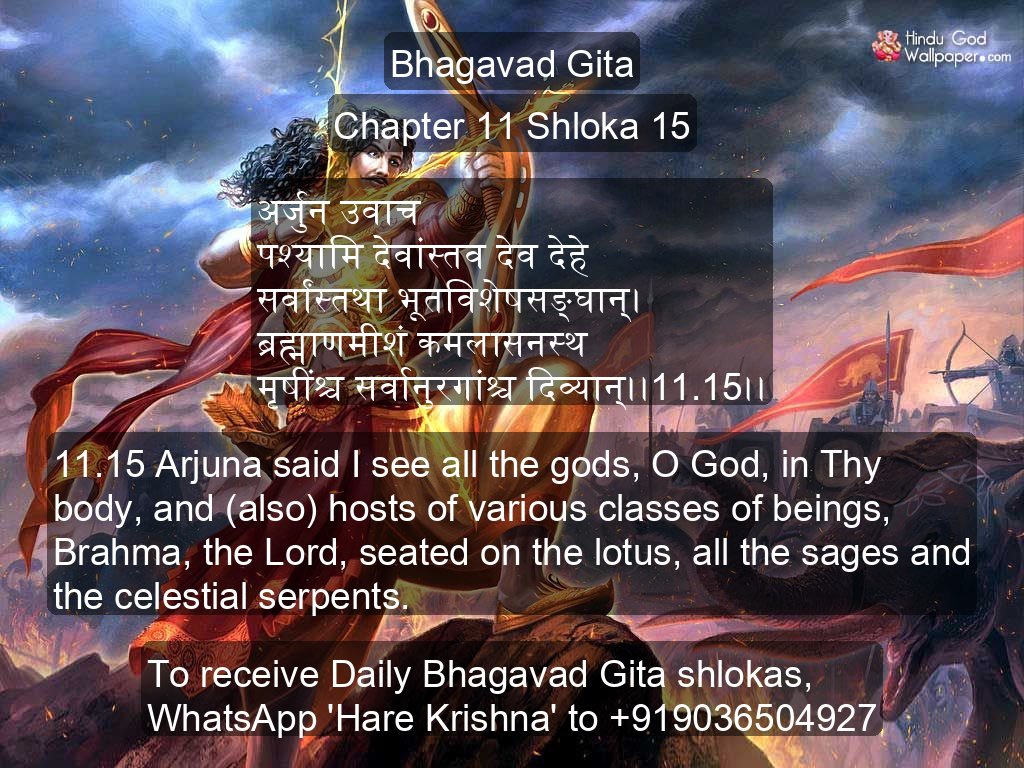 Hindu God
Wallpaper.com
Bhagavad Gita
Chapter 11 Shloka 15
अर्जुन उवाच
पश्यामि देवांस्तव देव देहे
सर्वांस्तथा भूतविशेषसङ्घान्।
ब्रह्माणमीशं कमलासनस्थ
मृषींश्च सर्वानुरगांश्च दिव्यान्।।11.15।।
11.15 Arjuna said I see all the gods, O God, in Thy
body, and (also) hosts of various classes of beings,
Brahma, the Lord, seated on the lotus, all the sages and
the celestial serpents.
To receive Daily Bhagavad Gita shlokas,
WhatsApp 'Hare Krishna' to +919036504927